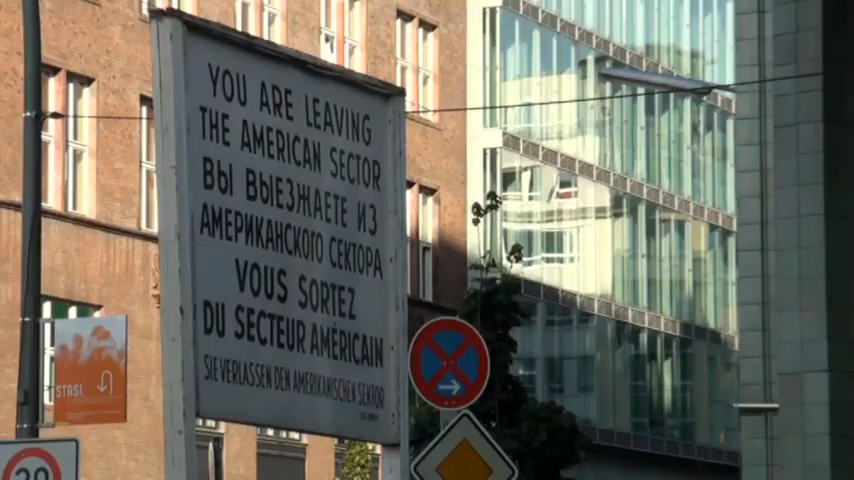 YOU ARE LEAVING
THE AMERICAN SECTOR
ВЫ ВЫЕЗЖАЕТЕ ИЗ
АМЕРИКАНСКОГО СЕКТОРА
VOUS SORTEZ
DU SECTEUR AMÉRICAIN
SIE VERLASSEN DEN AMERIKANISCHEN SEKTOR
STASI